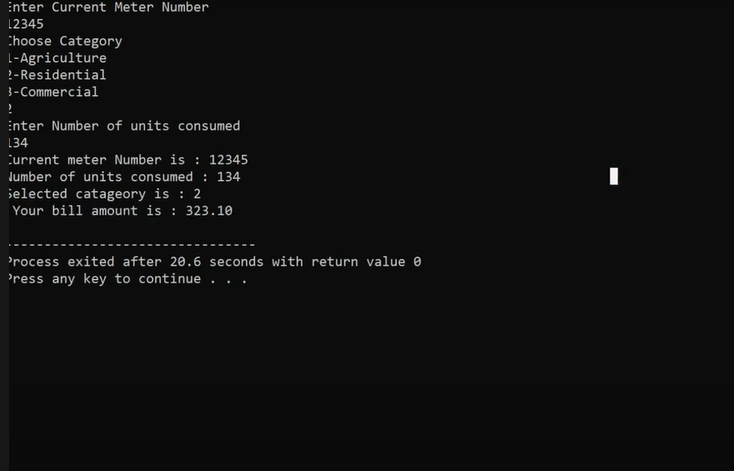 Enter Current Meter Number
12345
Choose Category
1-Agriculture
2-Residential
3-Commercial
2
Enter Number of units consumed
134
Current meter Number is : 12345
Number of units consumed : 134
Selected catageory is : 2
Your bill amount is : 323.10
--------------------------------
Process exited after 20.6 seconds with return value 0
Press any key to continue . . .